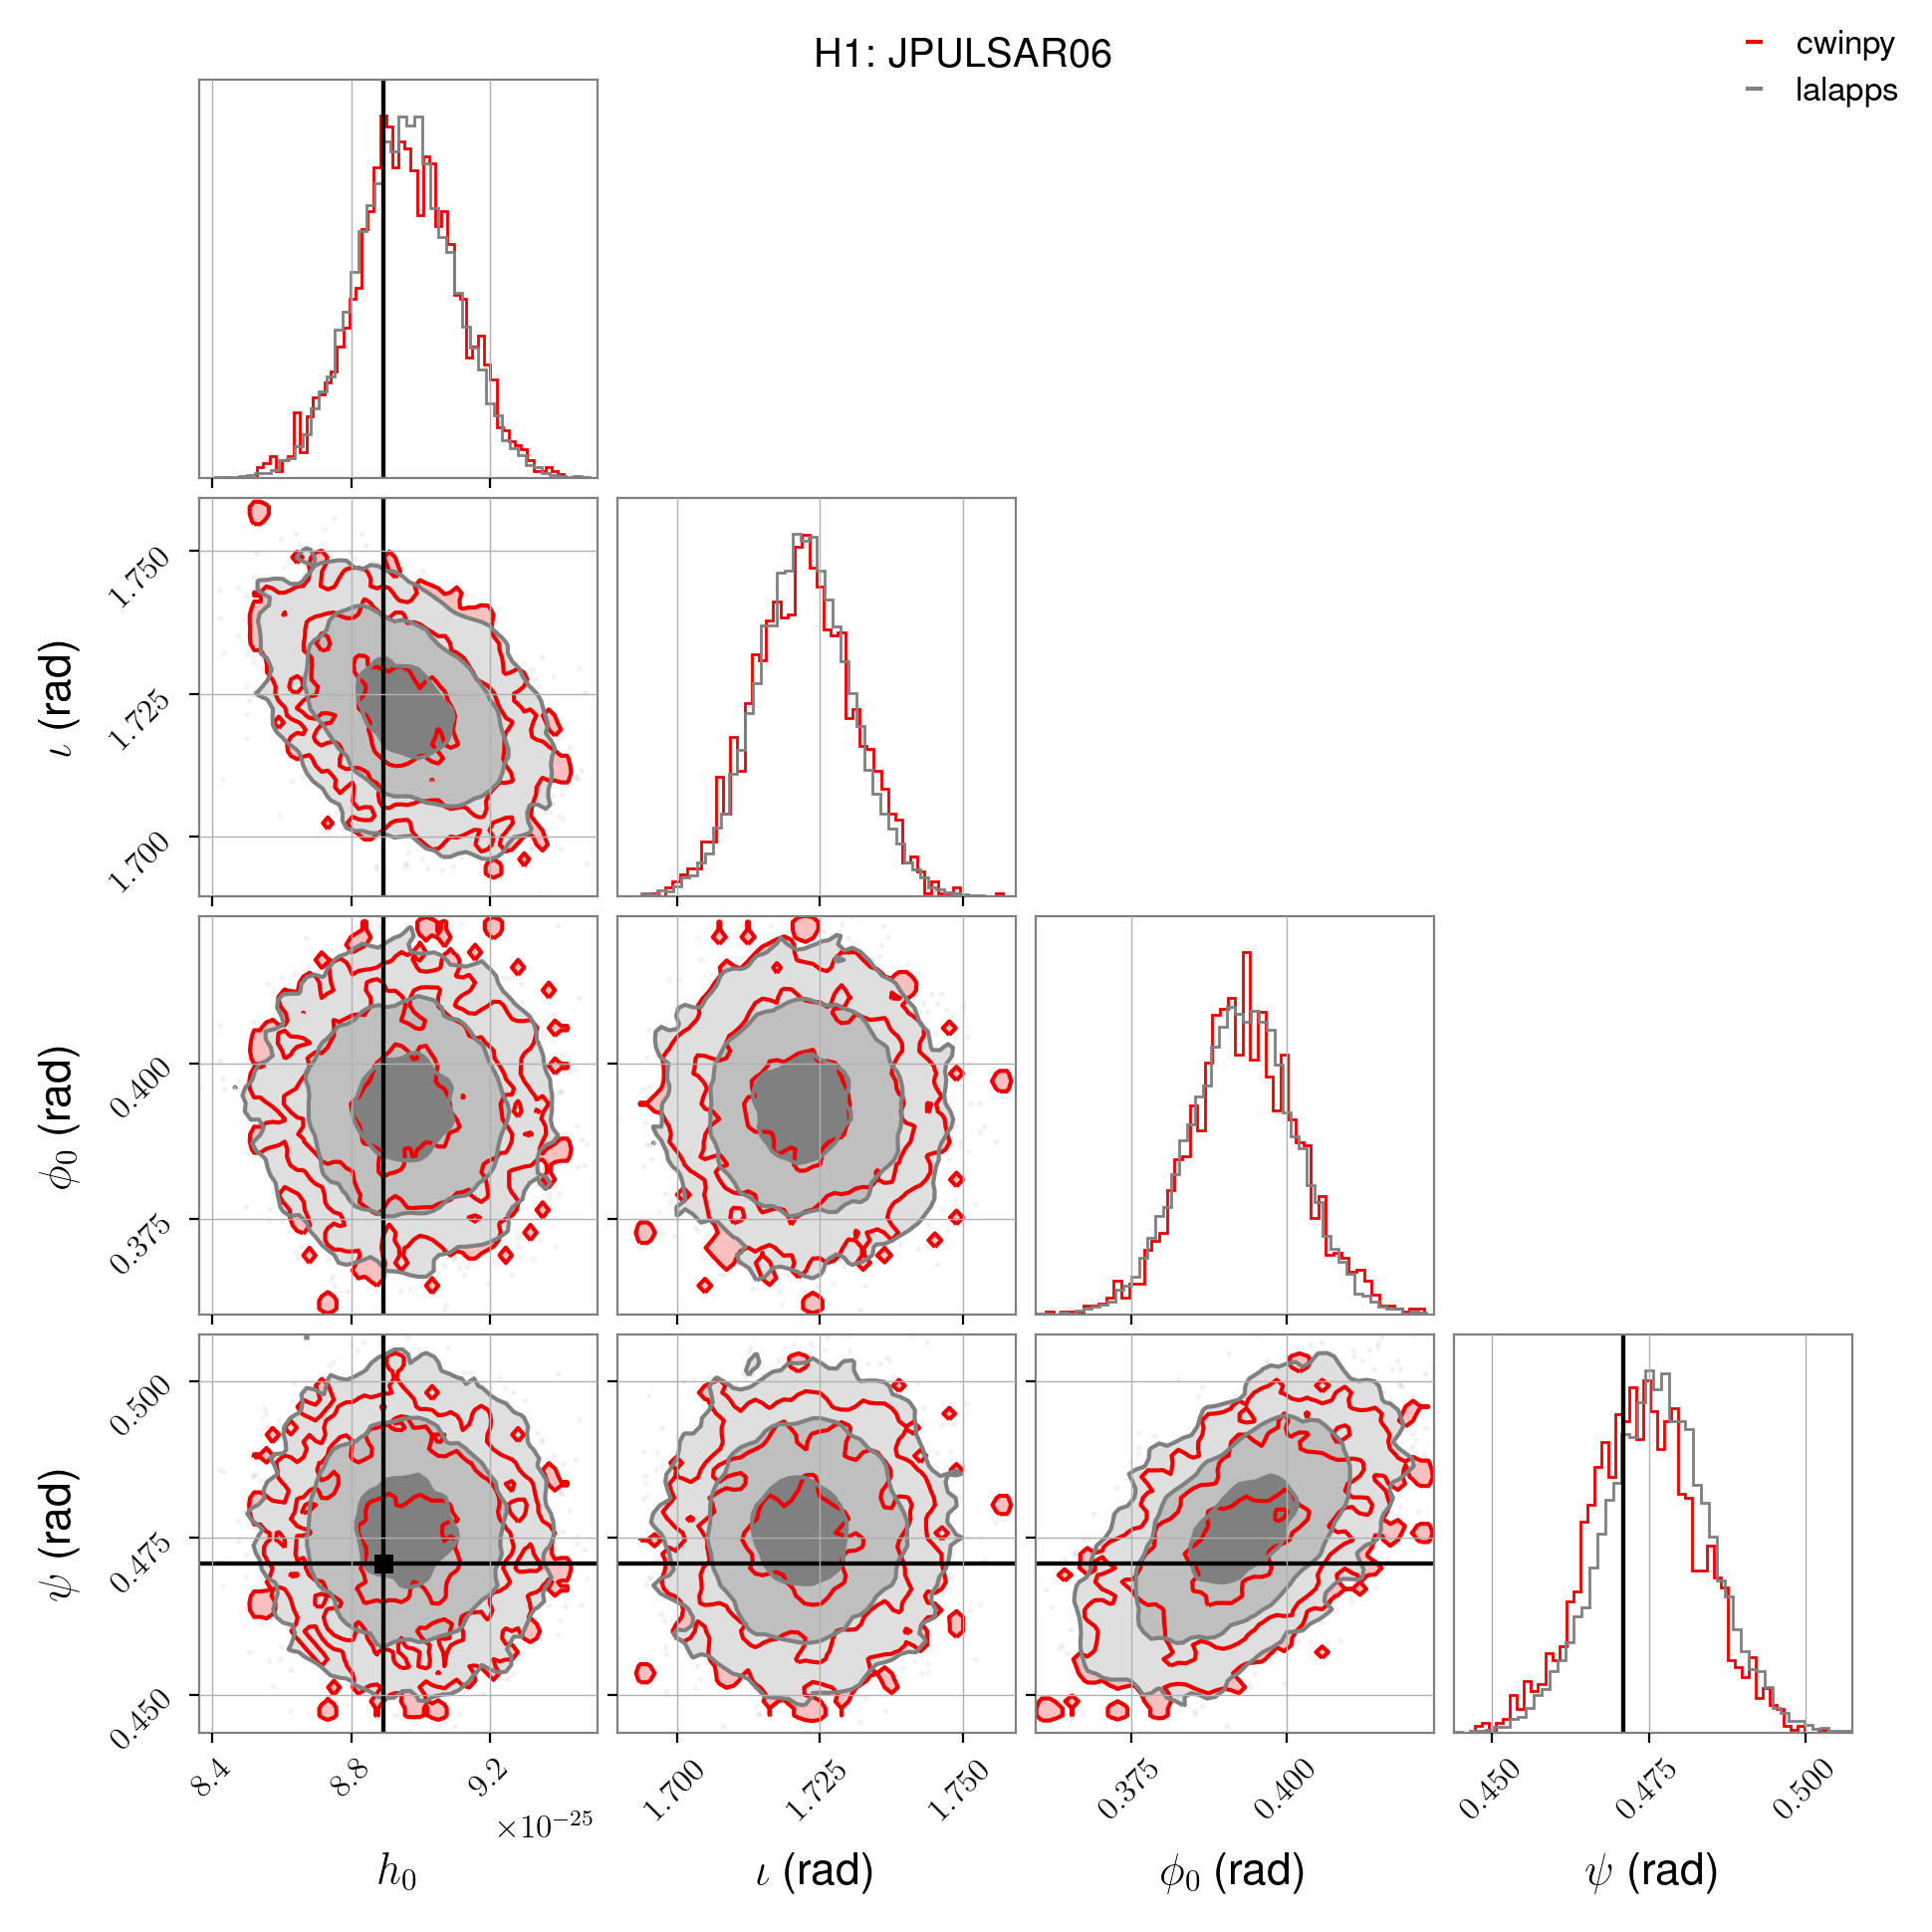 H1: JPULSAR06
cwinpy
lalapps
1.750
1.725
1.700
ι (rad)
0.400
0.375
ϕ₀ (rad)
0.500
0.475
0.450
ψ (rad)
8.4 8.8 9.2
×10⁻²⁵
1.700 1.725 1.750
0.375 0.400
0.450 0.475 0.500
h₀
ι (rad)
ϕ₀ (rad)
ψ (rad)